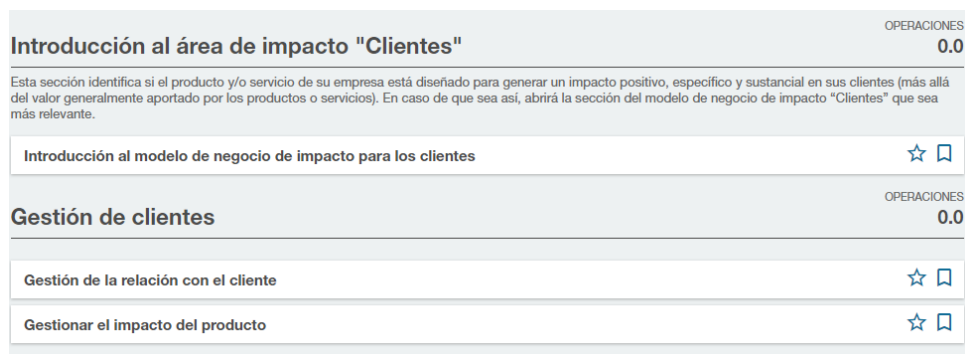 OPERACIONES
Introducción al área de impacto "Clientes"
0.0
Esta sección identifica si el producto y/o servicio de su empresa está diseñado para generar un impacto positivo, específico y sustancial en sus clientes (más allá
del valor generalmente aportado por los productos o servicios). En caso de que sea así, abrirá la sección del modelo de negocio de impacto “Clientes” que sea
más relevante.
Introducción al modelo de negocio de impacto para los clientes
OPERACIONES
Gestión de clientes
0.0
Gestión de la relación con el cliente
Gestionar el impacto del producto